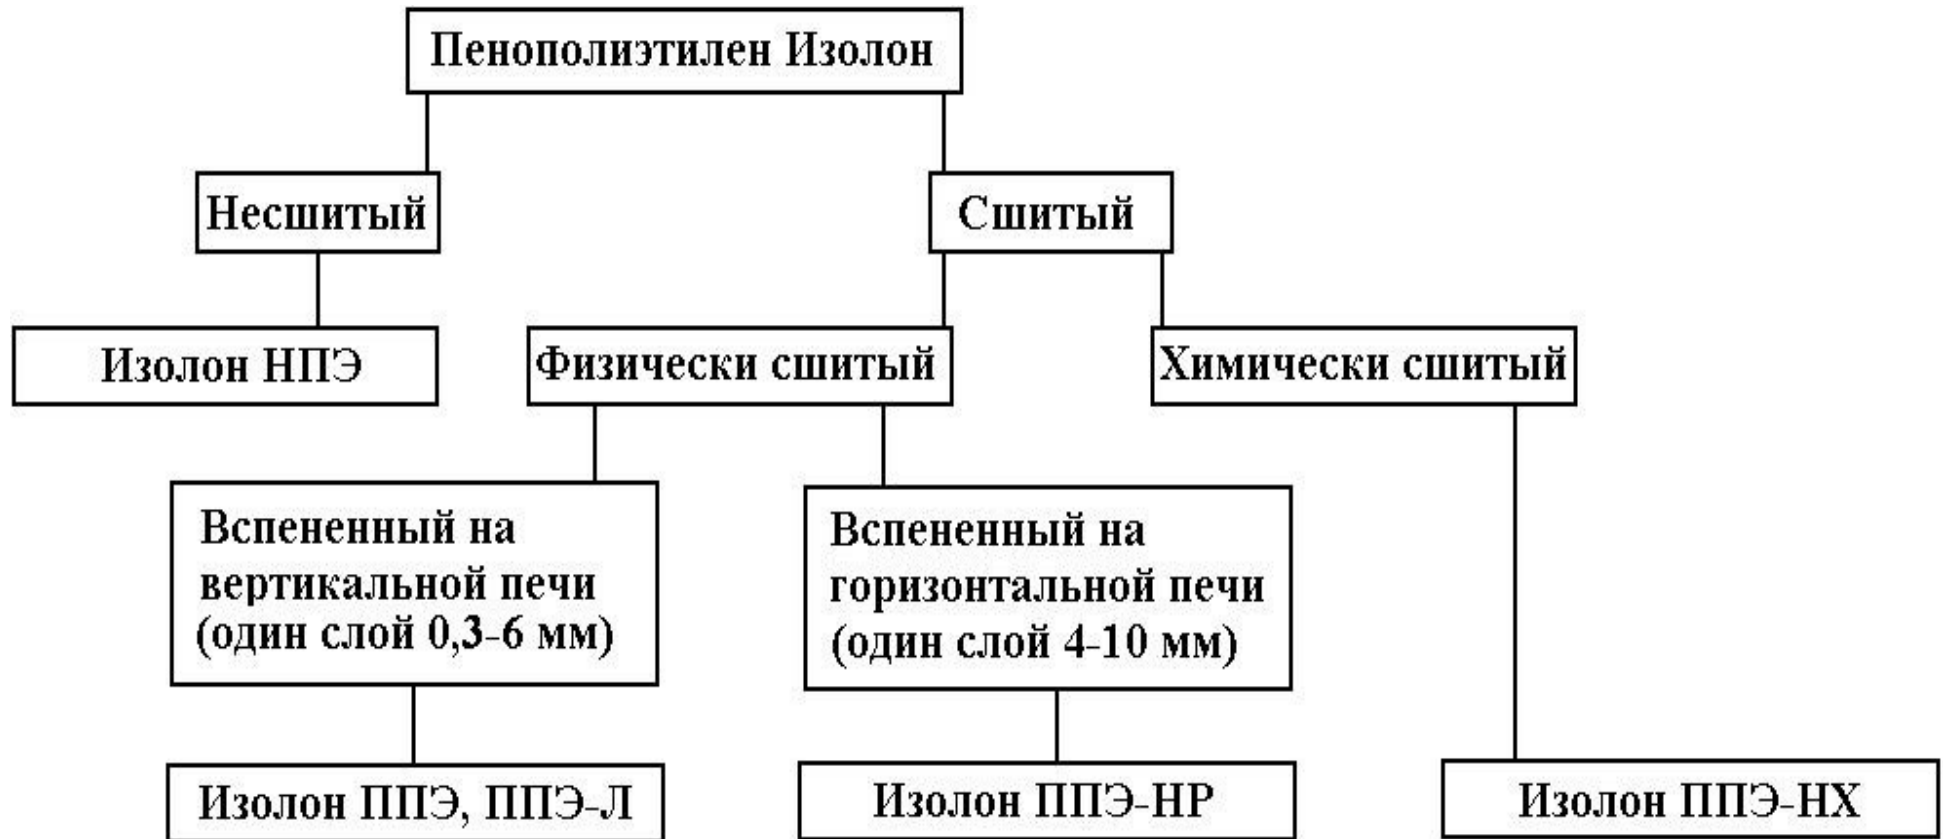 Пенополиэтилен Изолон
Несшитый
Сшитый
Изолон НПЭ
Физически сшитый
Химически сшитый
Вспененный на
вертикальной печи
(один слой 0,3-6 мм)
Вспененный на
горизонтальной печи
(один слой 4-10 мм)
Изолон ППЭ, ППЭ-Л
Изолон ППЭ-НР
Изолон ППЭ-НХ